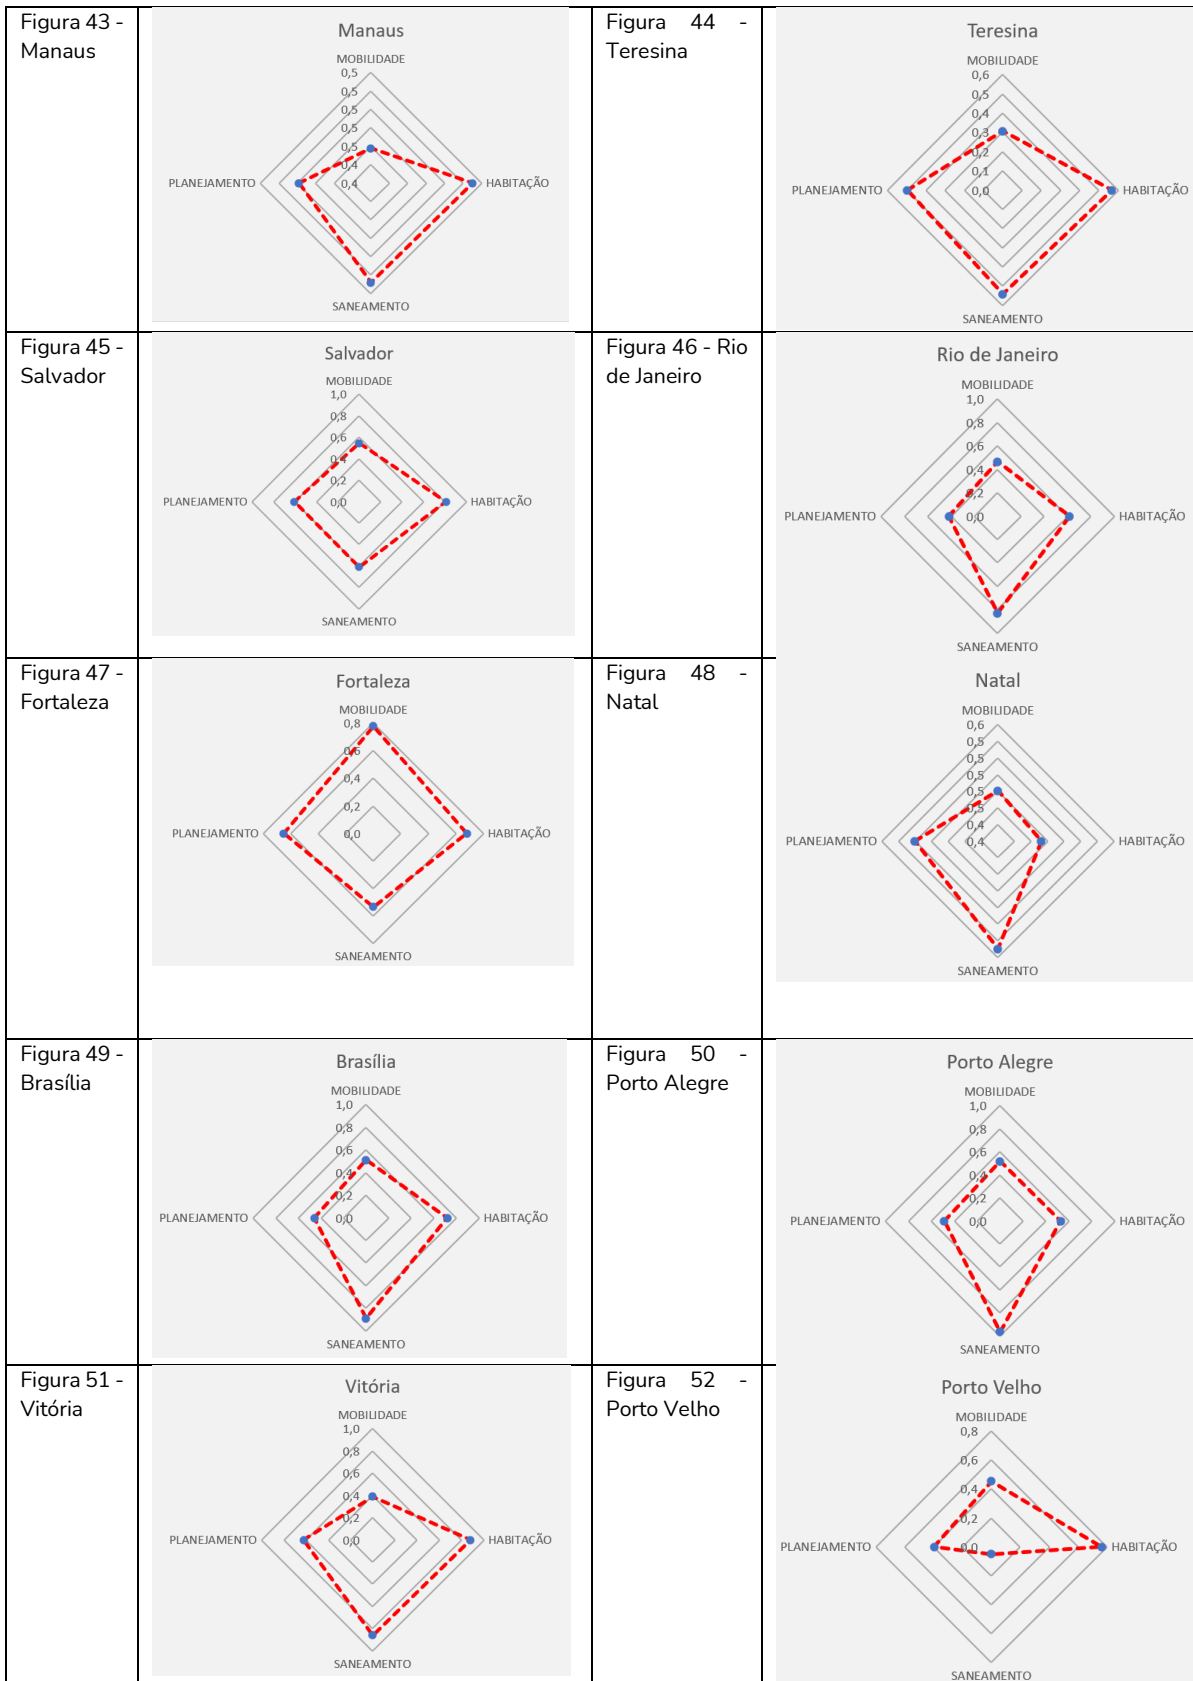 Figura 43 -
Manaus
Manaus
MOBILIDADE
0,5
0,5
0,5
0,5
0,5
0,4
0,4
PLANEJAMENTO
HABITAÇÃO
SANEAMENTO
Figura 44 -
Teresina
Teresina
MOBILIDADE
0,6
0,5
0,4
0,3
0,2
0,1
0,0
PLANEJAMENTO
HABITAÇÃO
SANEAMENTO
Figura 45 -
Salvador
Salvador
MOBILIDADE
1,0
0,8
0,6
0,4
0,2
0,0
PLANEJAMENTO
HABITAÇÃO
SANEAMENTO
Figura 46 - Rio
de Janeiro
Rio de Janeiro
MOBILIDADE
1,0
0,8
0,6
0,4
0,2
0,0
PLANEJAMENTO
HABITAÇÃO
SANEAMENTO
Figura 47 -
Fortaleza
Fortaleza
MOBILIDADE
0,8
0,6
0,4
0,2
0,0
PLANEJAMENTO
HABITAÇÃO
SANEAMENTO
Figura 48 -
Natal
Natal
MOBILIDADE
0,6
0,5
0,5
0,5
0,5
0,4
0,4
0,4
PLANEJAMENTO
HABITAÇÃO
SANEAMENTO
Figura 49 -
Brasília
Brasília
MOBILIDADE
1,0
0,8
0,6
0,4
0,2
0,0
PLANEJAMENTO
HABITAÇÃO
SANEAMENTO
Figura 50 -
Porto Alegre
Porto Alegre
MOBILIDADE
1,0
0,8
0,6
0,4
0,2
0,0
PLANEJAMENTO
HABITAÇÃO
SANEAMENTO
Figura 51 -
Vitória
Vitória
MOBILIDADE
1,0
0,8
0,6
0,4
0,2
0,0
PLANEJAMENTO
HABITAÇÃO
SANEAMENTO
Figura 52 -
Porto Velho
Porto Velho
MOBILIDADE
0,8
0,6
0,4
0,2
0,0
PLANEJAMENTO
HABITAÇÃO
SANEAMENTO